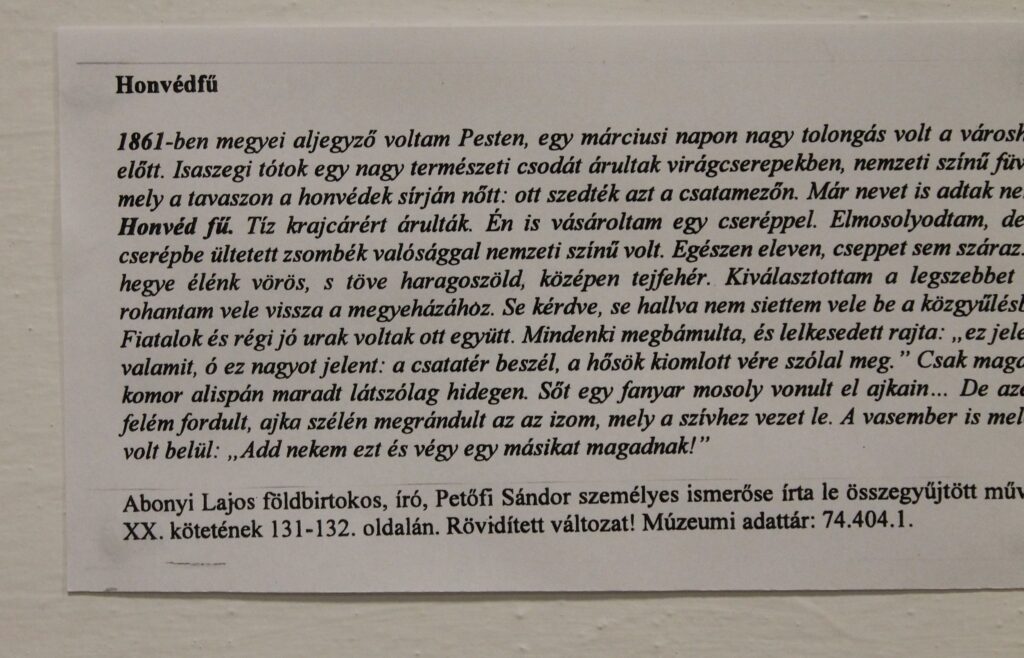 Honvédfű
1861-ben megyei aljegyző voltam Pesten, egy márciusi napon nagy tolongás volt a városh
előtt. Isaszegi tótok egy nagy természeti csodát árultak virágcserepekben, nemzeti színű füv
mely a tavaszon a honvédek sírján nőtt: ott szedték azt a csatamezőn. Már nevet is adtak ne
Honvéd fű. Tíz krajcárért árulták. Én is vásároltam egy cseréppel. Elmosolyodtam, de
cserépbe ültetett zsombék valósággal nemzeti színű volt. Egészen eleven, cseppet sem száraz.
hegye élénk vörös, s töve haragoszöld, középen tejfehér. Kiválasztottam a legszebbet
rohantam vele vissza a megyeházához. Se kérdve, se hallva nem siettem vele be a közgyűlésb
Fiatalok és régi jó urak voltak ott együtt. Mindenki megbámulta, és lelkesedett rajta: „ez jele
valamit, ó ez nagyot jelent: a csatatér beszél, a hősök kiomlott vére szólal meg.” Csak maga
komor alispán maradt látszólag hidegen. Sőt egy fanyar mosoly vonult el ajkain... De aze
felém fordult, ajka szélén megrándult az az izom, mely a szívhez vezet le. A vasember is mel
volt belül: „Add nekem ezt és végy egy másikat magadnak!”
Abonyi Lajos földbirtokos, író, Petőfi Sándor személyes ismerőse írta le összegyűjtött műv
XX. kötetének 131-132. oldalán. Rövidített változat! Múzeumi adattár: 74.404.1.